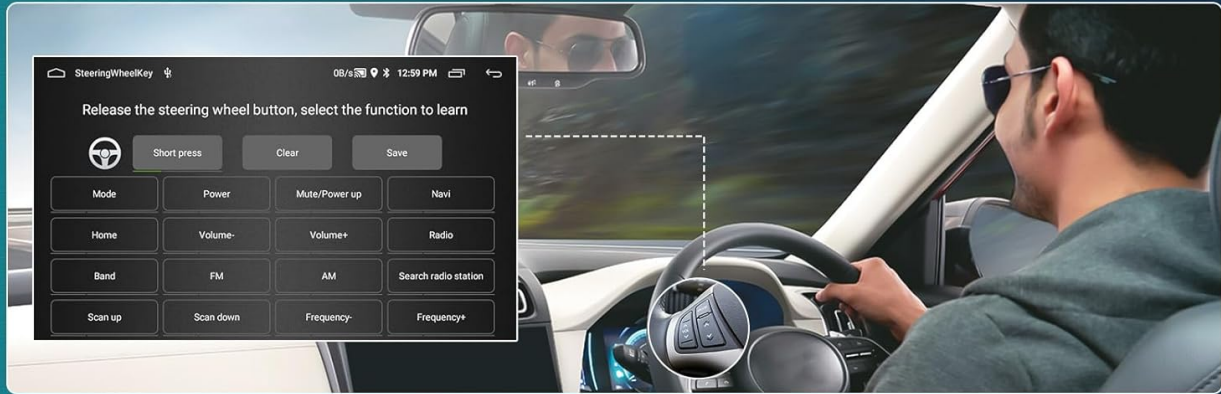 SteeringWheelKey
0B/s 12:59 PM
Release the steering wheel button, select the function to learn
Short press Clear Save
Mode Power Mute/Power up Navi
Home Volume- Volume+ Radio
Band FM AM Search radio station
Scan up Scan down Frequency- Frequency+